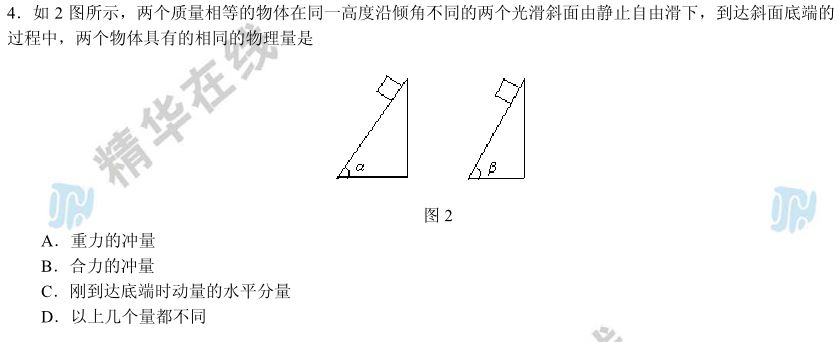 4．如 2 图所示，两个质量相等的物体在同一高度沿倾角不同的两个光滑斜面由静止自由滑下，到达斜面底端的
过程中，两个物体具有的相同的物理量是
精华在线
α
β
图 2
A．重力的冲量
B．合力的冲量
C．刚到达底端时动量的水平分量
D．以上几个量都不同